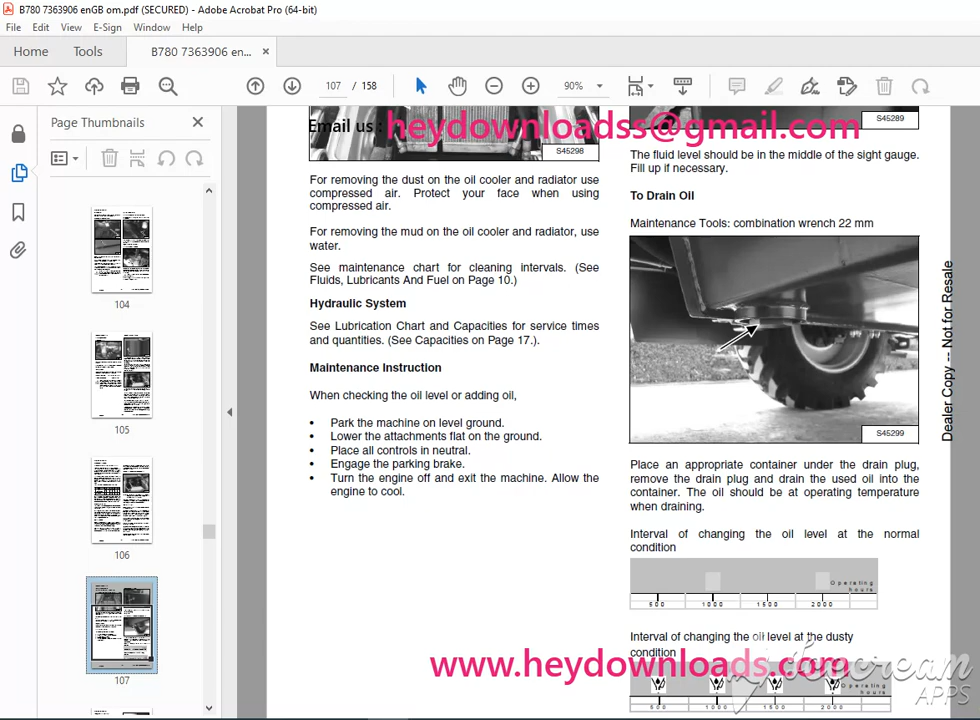 B780 7363906 enGB om.pdf (SECURED) - Adobe Acrobat Pro (64-bit)
File Edit View E-Sign Window Help
Home Tools B780 7363906 en... ×
107 / 158 90%
Page Thumbnails
104
105
106
107
Email us : heydownloadss@gmail.com
S45298
For removing the dust on the oil cooler and radiator use
compressed air. Protect your face when using
compressed air.
For removing the mud on the oil cooler and radiator, use
water.
See maintenance chart for cleaning intervals. (See
Fluids, Lubricants And Fuel on Page 10.)
Hydraulic System
See Lubrication Chart and Capacities for service times
and quantities. (See Capacities on Page 17.).
Maintenance Instruction
When checking the oil level or adding oil,
• Park the machine on level ground.
• Lower the attachments flat on the ground.
• Place all controls in neutral.
• Engage the parking brake.
• Turn the engine off and exit the machine. Allow the
engine to cool.
S45289
The fluid level should be in the middle of the sight gauge.
Fill up if necessary.
To Drain Oil
Maintenance Tools: combination wrench 22 mm
S45299
Place an appropriate container under the drain plug,
remove the drain plug and drain the used oil into the
container. The oil should be at operating temperature
when draining.
Interval of changing the oil level at the normal
condition
Operating
hours
500 1000 1500 2000
Interval of changing the oil level at the dusty
condition
Operating
hours
500 1000 1500 2000
Dealer Copy -- Not for Resale
www.heydownloads.com
Icecream
APPS